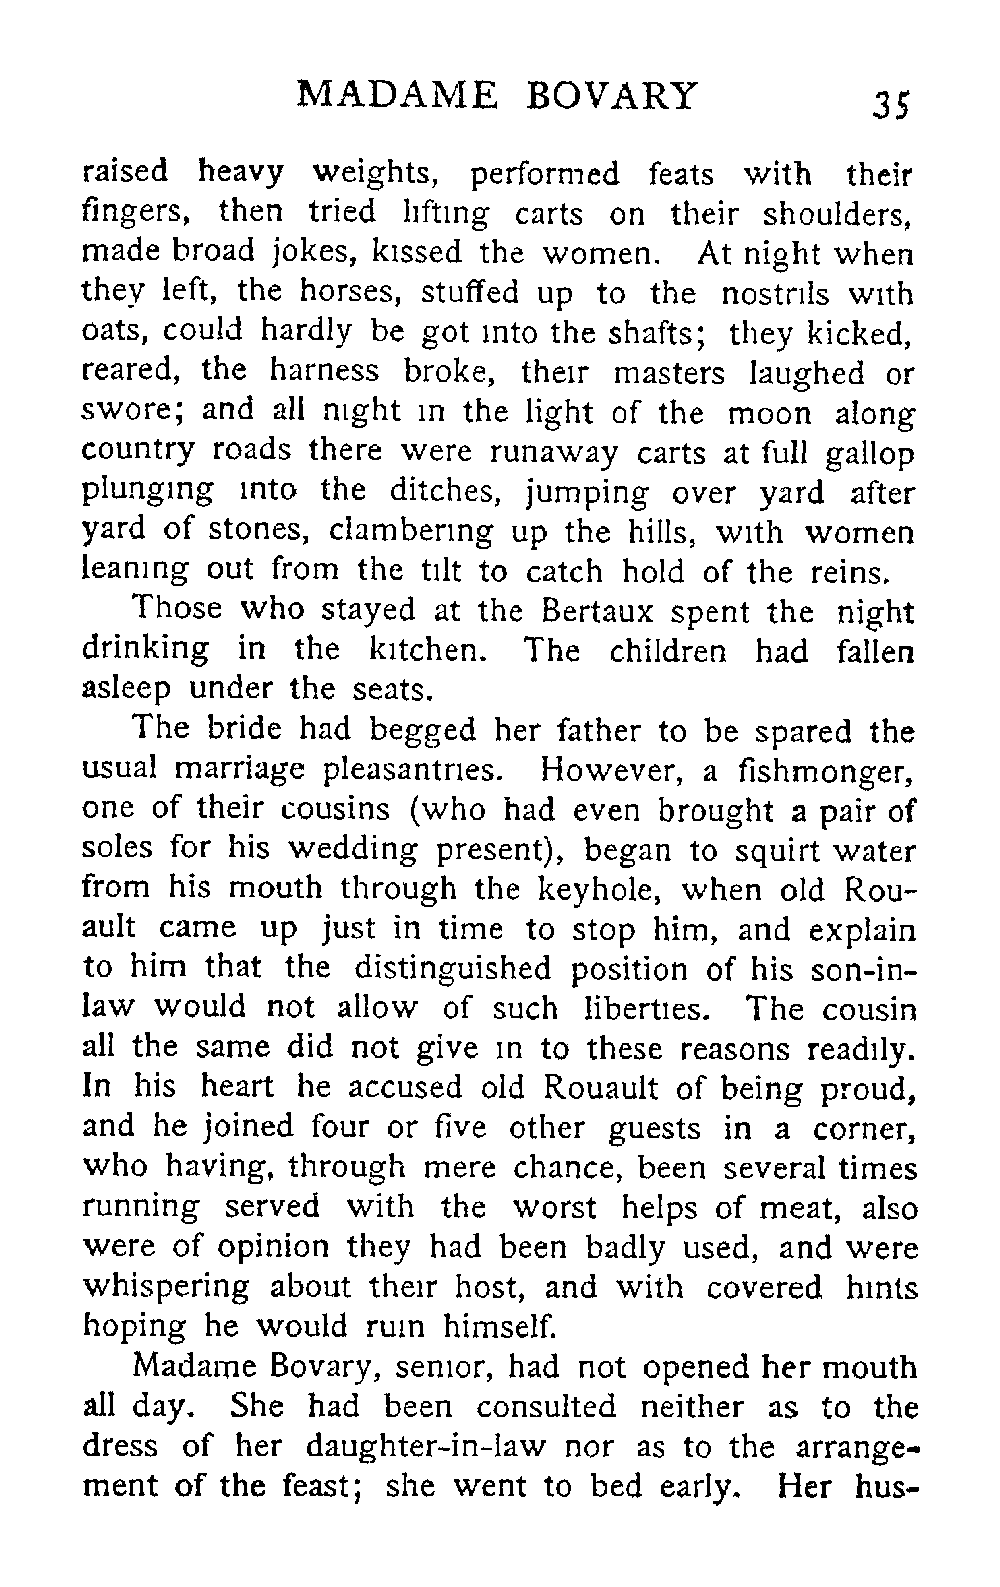 MADAME BOVARY 35
raised heavy weights, performed feats with their
fingers, then tried lifting carts on their shoulders,
made broad jokes, kissed the women. At night when
they left, the horses, stuffed up to the nostrils with
oats, could hardly be got into the shafts; they kicked,
reared, the harness broke, their masters laughed or
swore; and all night in the light of the moon along
country roads there were runaway carts at full gallop
plunging into the ditches, jumping over yard after
yard of stones, clambering up the hills, with women
leaning out from the tilt to catch hold of the reins.
Those who stayed at the Bertaux spent the night
drinking in the kitchen. The children had fallen
asleep under the seats.
The bride had begged her father to be spared the
usual marriage pleasantries. However, a fishmonger,
one of their cousins (who had even brought a pair of
soles for his wedding present), began to squirt water
from his mouth through the keyhole, when old Rou-
ault came up just in time to stop him, and explain
to him that the distinguished position of his son-in-
law would not allow of such liberties. The cousin
all the same did not give in to these reasons readily.
In his heart he accused old Rouault of being proud,
and he joined four or five other guests in a corner,
who having, through mere chance, been several times
running served with the worst helps of meat, also
were of opinion they had been badly used, and were
whispering about their host, and with covered hints
hoping he would ruin himself.
Madame Bovary, senior, had not opened her mouth
all day. She had been consulted neither as to the
dress of her daughter-in-law nor as to the arrange-
ment of the feast; she went to bed early. Her hus-